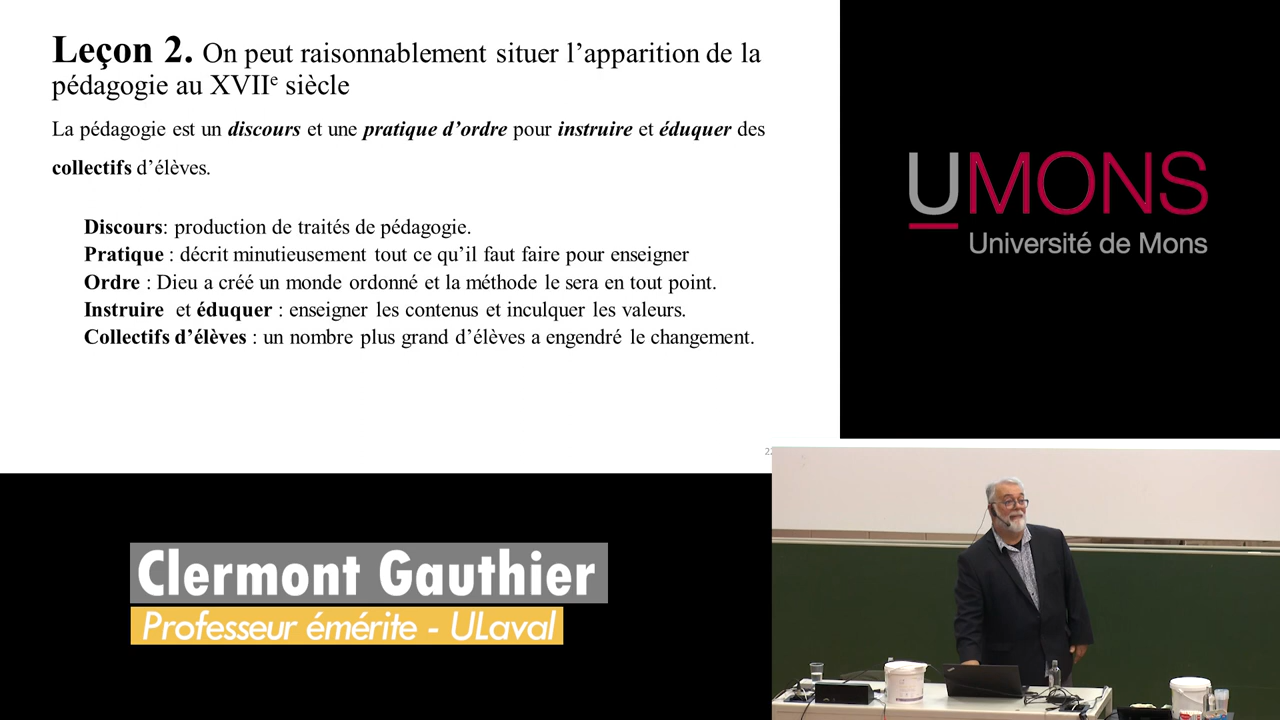 Leçon 2. On peut raisonnablement situer l’apparition de la
pédagogie au XVIIe siècle
La pédagogie est un discours et une pratique d’ordre pour instruire et éduquer des
collectifs d’élèves.
Discours: production de traités de pédagogie.
Pratique : décrit minutieusement tout ce qu’il faut faire pour enseigner
Ordre : Dieu a créé un monde ordonné et la méthode le sera en tout point.
Instruire et éduquer : enseigner les contenus et inculquer les valeurs.
Collectifs d’élèves : un nombre plus grand d’élèves a engendré le changement.
UMONS
Université de Mons
Clermont Gauthier
Professeur émérite - ULaval